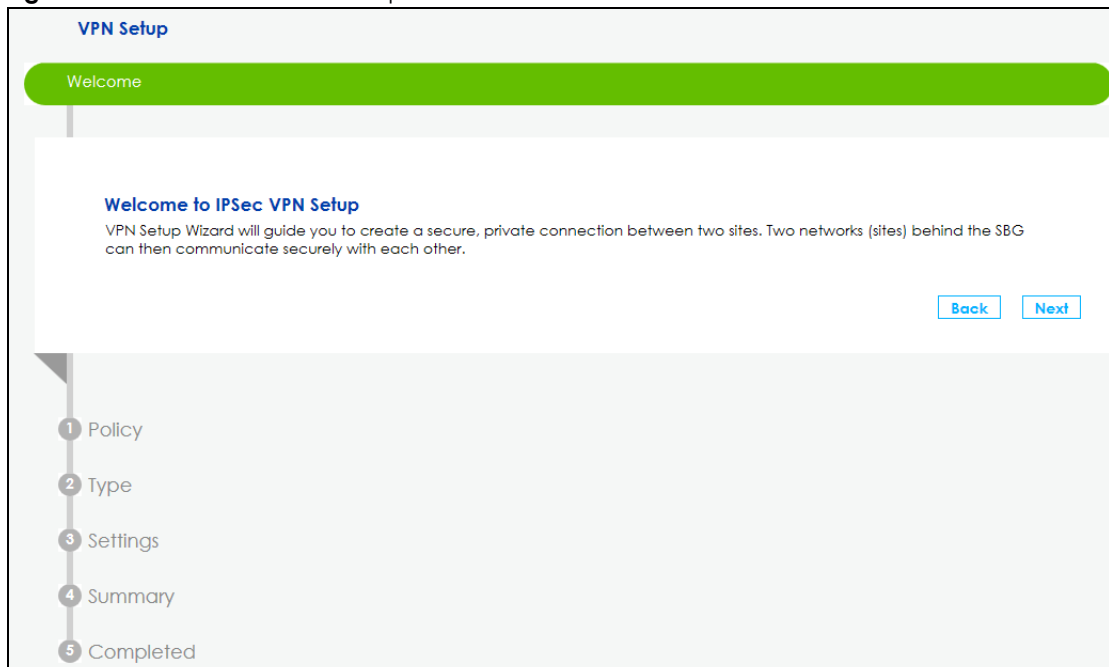 VPN Setup
Welcome
Welcome to IPSec VPN Setup
VPN Setup Wizard will guide you to create a secure, private connection between two sites. Two networks (sites) behind the SBG
can then communicate securely with each other.
Back Next
1 Policy
2 Type
3 Settings
4 Summary
5 Completed